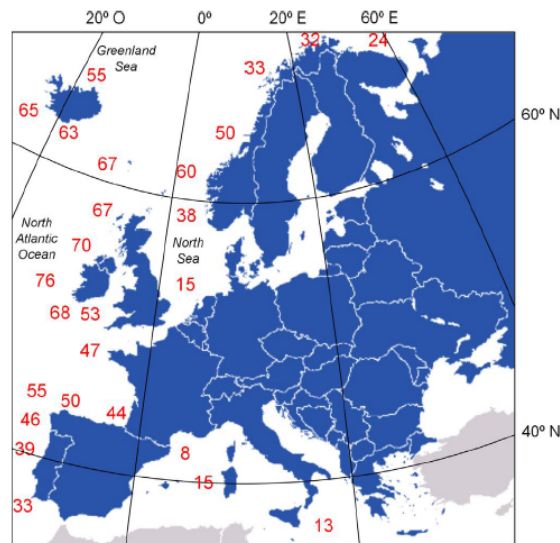 20º O
0º
20º E
60º E
32
24
Greenland
Sea
55
33
65
63
50
60º N
67
60
67
38
North
Atlantic
Ocean
70
North
Sea
76
15
68
53
47
55
50
44
46
40º N
39
8
15
33
13